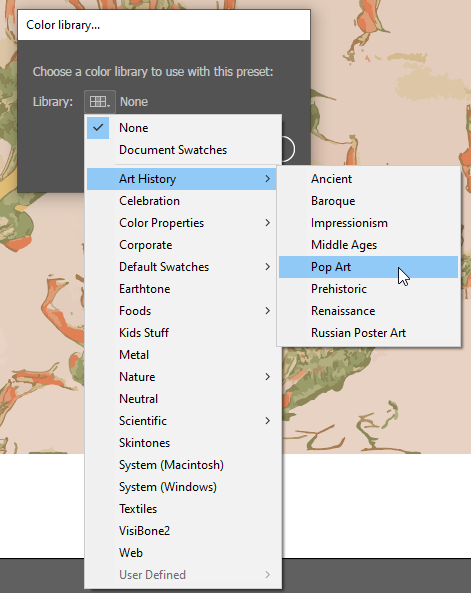 Color library...
Choose a color library to use with this preset:
Library: None
None
Document Swatches
Art History
Celebration
Color Properties
Corporate
Default Swatches
Earthtone
Foods
Kids Stuff
Metal
Nature
Neutral
Scientific
Skintones
System (Macintosh)
System (Windows)
Textiles
VisiBone2
Web
User Defined
Ancient
Baroque
Impressionism
Middle Ages
Pop Art
Prehistoric
Renaissance
Russian Poster Art